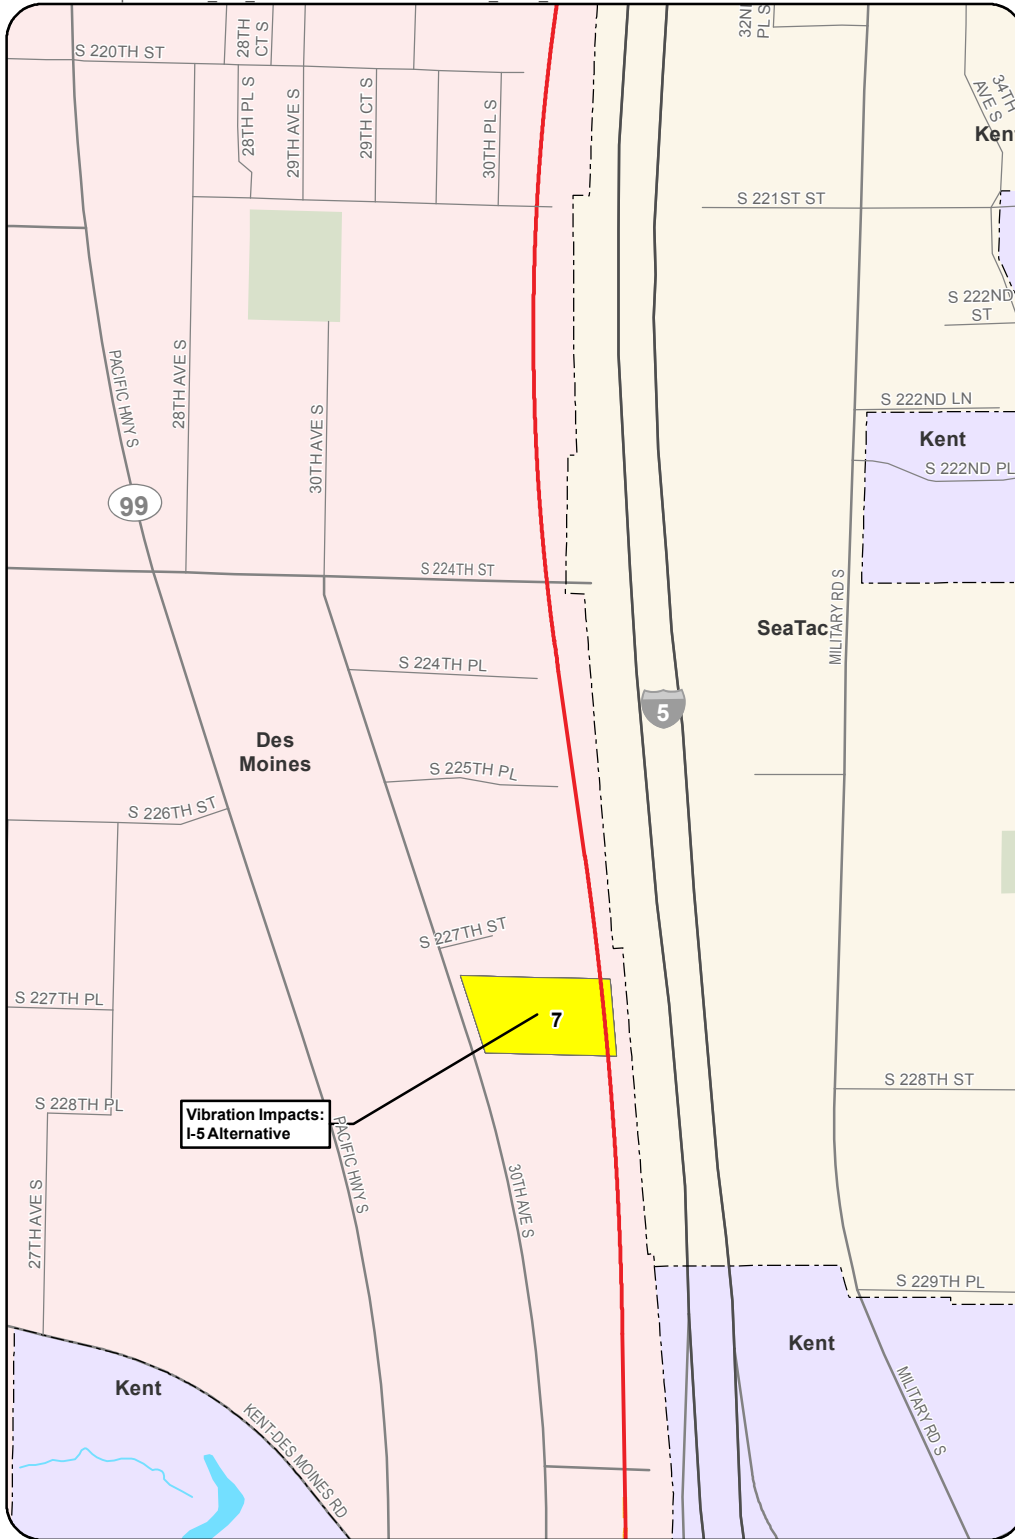 S 220TH ST
28TH
CT S
32ND
PL S
28TH PL S
29TH AVE S
29TH CT S
30TH PL S
34TH
AVE S
Kent
S 221ST ST
S 222ND
ST
PACIFIC HWY S
28TH AVE S
30TH AVE S
S 222ND LN
Kent
S 222ND PL
99
S 224TH ST
SeaTac
MILITARY RD S
S 224TH PL
5
Des
Moines
S 225TH PL
S 226TH ST
S 227TH ST
S 227TH PL
7
S 228TH ST
S 228TH PL
Vibration Impacts:
I-5 Alternative
PACIFIC HWY S
30TH AVE S
27TH AVE S
S 229TH PL
Kent
Kent
MILITARY RD S
KENT-DES MOINES RD